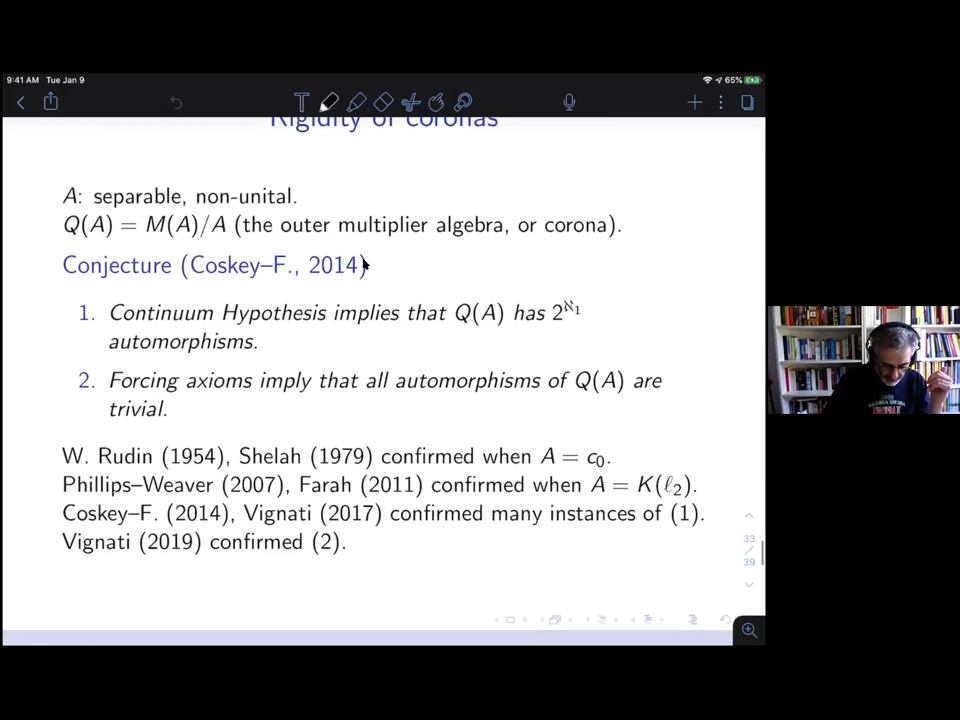 9:41 AM Tue Jan 9
65%
Rigidity of coronas
A: separable, non-unital.
Q(A) = M(A)/A (the outer multiplier algebra, or corona).
Conjecture (Coskey–F., 2014)
1. Continuum Hypothesis implies that Q(A) has 2^ℵ₁
automorphisms.
2. Forcing axioms imply that all automorphisms of Q(A) are
trivial.
W. Rudin (1954), Shelah (1979) confirmed when A = c₀.
Phillips–Weaver (2007), Farah (2011) confirmed when A = K(ℓ₂).
Coskey–F. (2014), Vignati (2017) confirmed many instances of (1).
Vignati (2019) confirmed (2).
33
/
39